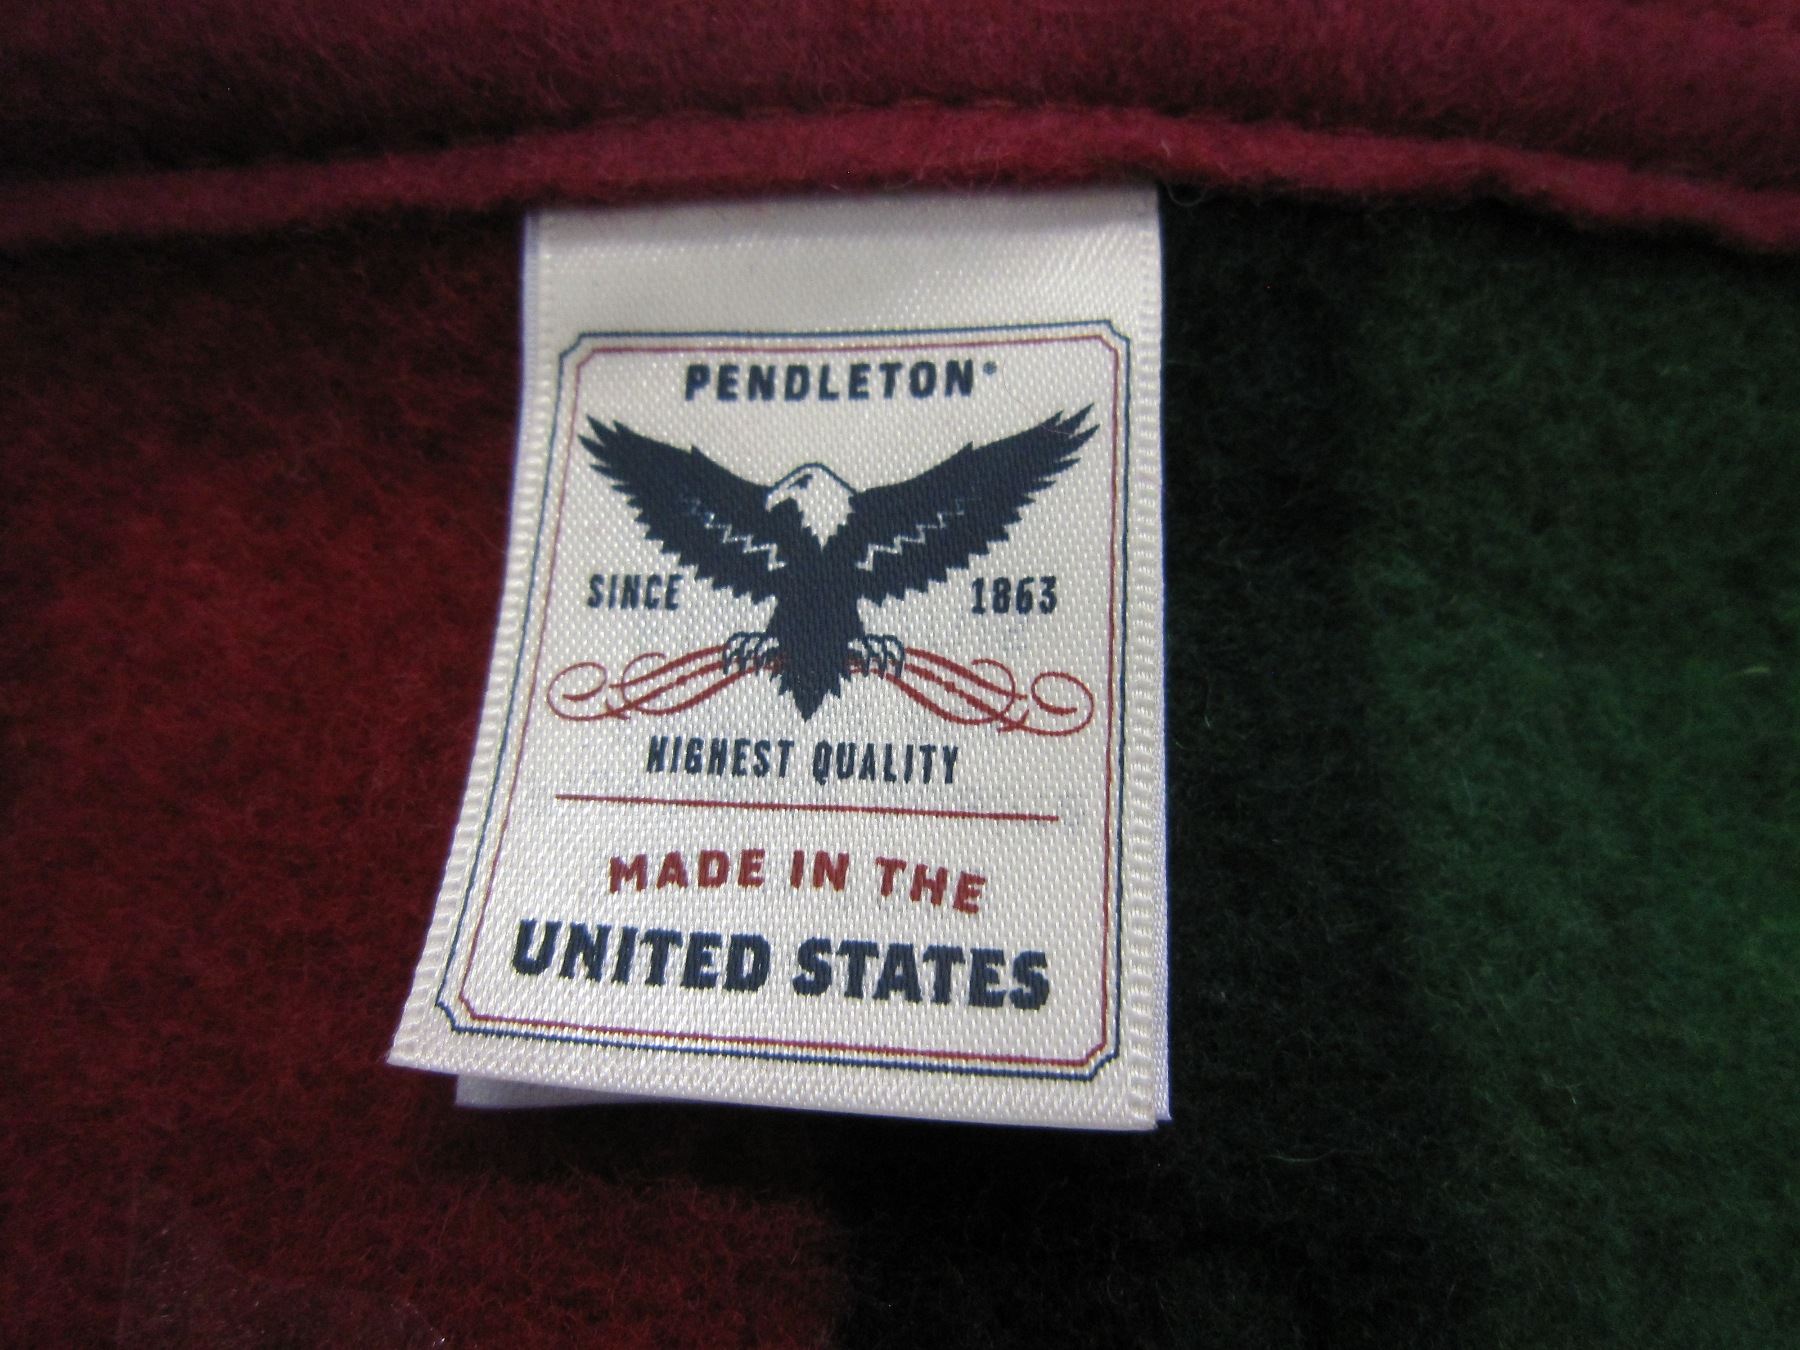 PENDLETON®
SINCE 1863
HIGHEST QUALITY
MADE IN THE
UNITED STATES